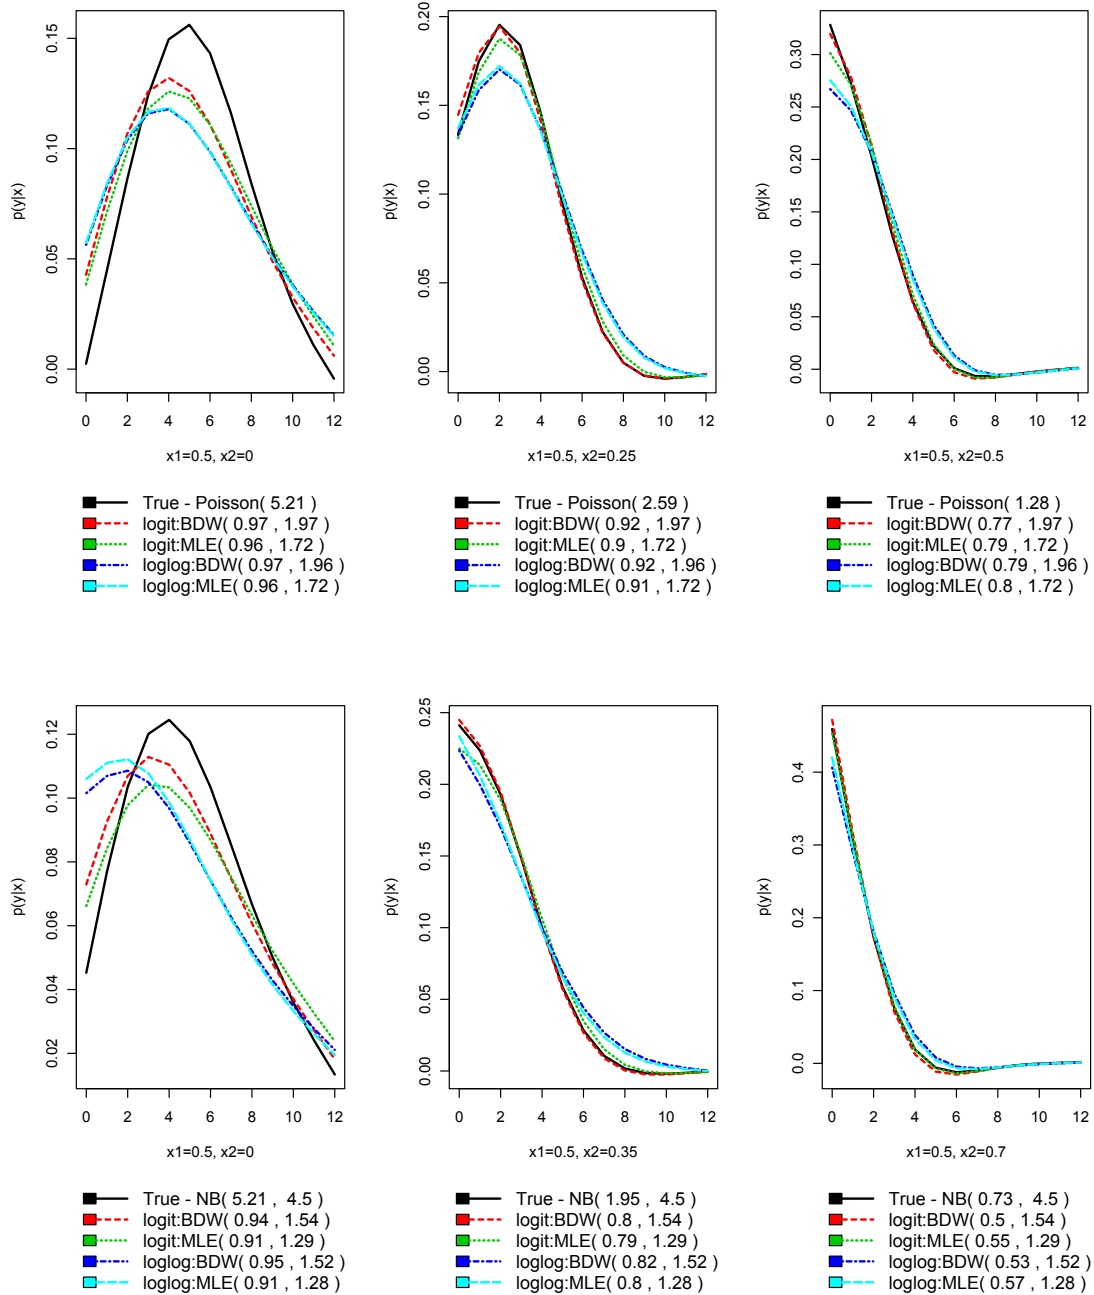 0.00 0.05 0.10 0.15
p(y|x)
0 2 4 6 8 10 12
x1=0.5, x2=0
True - Poisson( 5.21 )
logit:BDW( 0.97 , 1.97 )
logit:MLE( 0.96 , 1.72 )
loglog:BDW( 0.97 , 1.96 )
loglog:MLE( 0.96 , 1.72 )
0.00 0.05 0.10 0.15 0.20
p(y|x)
0 2 4 6 8 10 12
x1=0.5, x2=0.25
True - Poisson( 2.59 )
logit:BDW( 0.92 , 1.97 )
logit:MLE( 0.9 , 1.72 )
loglog:BDW( 0.92 , 1.96 )
loglog:MLE( 0.91 , 1.72 )
0.00 0.05 0.10 0.15 0.20 0.25 0.30
p(y|x)
0 2 4 6 8 10 12
x1=0.5, x2=0.5
True - Poisson( 1.28 )
logit:BDW( 0.77 , 1.97 )
logit:MLE( 0.79 , 1.72 )
loglog:BDW( 0.79 , 1.96 )
loglog:MLE( 0.8 , 1.72 )
0.02 0.04 0.06 0.08 0.10 0.12
p(y|x)
0 2 4 6 8 10 12
x1=0.5, x2=0
True - NB( 5.21 , 4.5 )
logit:BDW( 0.94 , 1.54 )
logit:MLE( 0.91 , 1.29 )
loglog:BDW( 0.95 , 1.52 )
loglog:MLE( 0.91 , 1.28 )
0.00 0.05 0.10 0.15 0.20 0.25
p(y|x)
0 2 4 6 8 10 12
x1=0.5, x2=0.35
True - NB( 1.95 , 4.5 )
logit:BDW( 0.8 , 1.54 )
logit:MLE( 0.79 , 1.29 )
loglog:BDW( 0.82 , 1.52 )
loglog:MLE( 0.8 , 1.28 )
0.0 0.1 0.2 0.3 0.4
p(y|x)
0 2 4 6 8 10 12
x1=0.5, x2=0.7
True - NB( 0.73 , 4.5 )
logit:BDW( 0.5 , 1.54 )
logit:MLE( 0.55 , 1.29 )
loglog:BDW( 0.53 , 1.52 )
loglog:MLE( 0.57 , 1.28 )